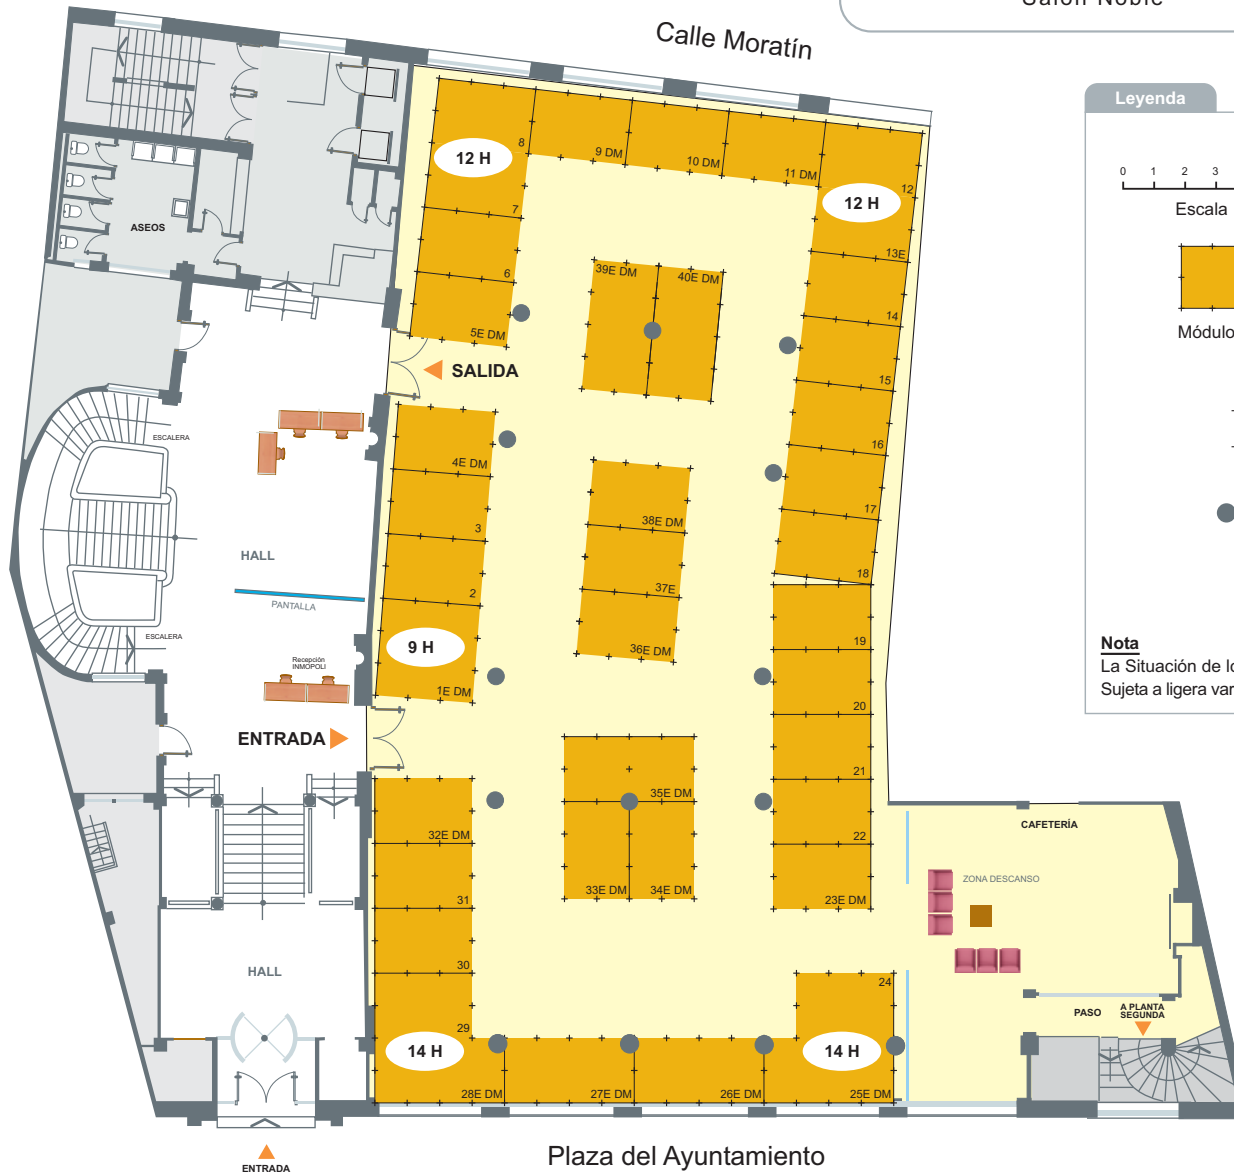 Salón Noble
Calle Moratín
Leyenda
0 1 2 3
Escala
Módulo
Nota
La Situación de lo
Sujeta a ligera var
12 H
8
9 DM
10 DM
11 DM
12
12 H
7
6
5E DM
13E
14
15
16
17
18
39E DM
40E DM
ASEOS
SALIDA
ESCALERA
4E DM
3
2
9 H
1E DM
38E DM
37E
36E DM
HALL
PANTALLA
ESCALERA
Recepción
INMÓPOLI
ENTRADA
19
20
21
22
23E DM
35E DM
33E DM
34E DM
32E DM
31
30
29
14 H
28E DM
27E DM
26E DM
25E DM
24
14 H
CAFETERÍA
ZONA DESCANSO
PASO
A PLANTA
SEGUNDA
HALL
ENTRADA
Plaza del Ayuntamiento